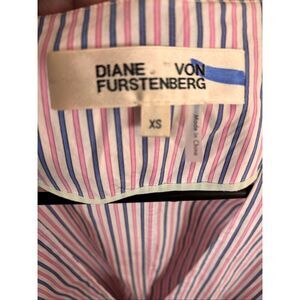 DIANE VON
FURSTENBERG
XS
Made in China